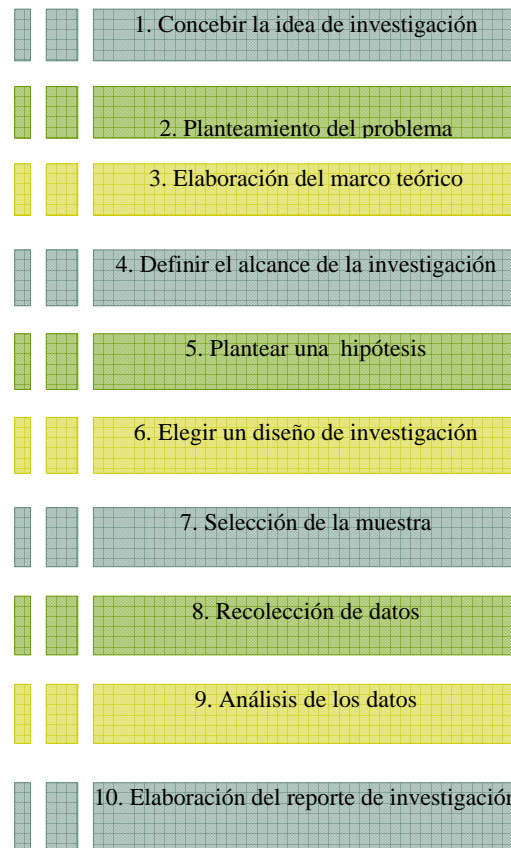 1. Concebir la idea de investigación
2. Planteamiento del problema
3. Elaboración del marco teórico
4. Definir el alcance de la investigación
5. Plantear una hipótesis
6. Elegir un diseño de investigación
7. Selección de la muestra
8. Recolección de datos
9. Análisis de los datos
10. Elaboración del reporte de investigación